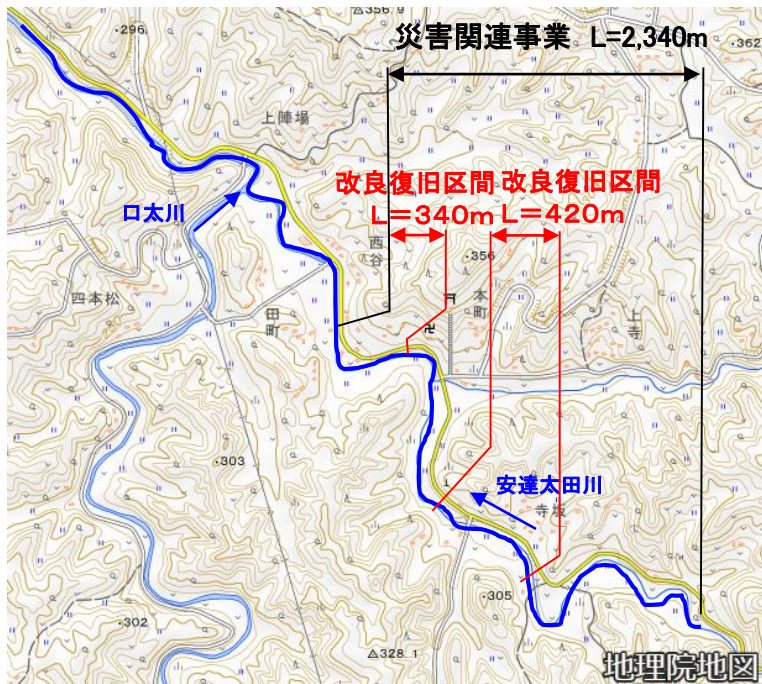 △356.9
・296
災害関連事業 L=2,340m
・362
上陣場
改良復旧区間
L=340m
改良復旧区間
L=420m
口太川
西谷
・356
四本松
田町
本町
上寺
・303
安達太田川
寺坂
・305
・302
△328.1
地理院地図